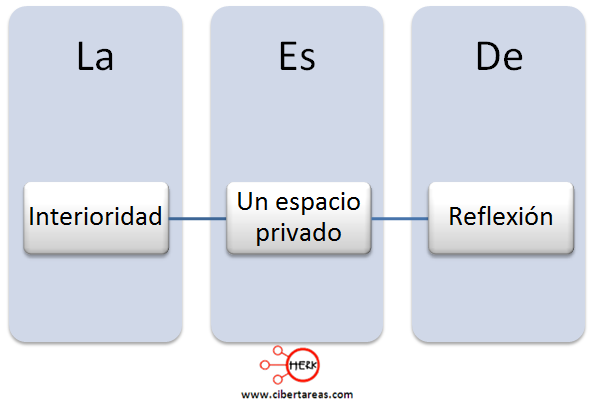 La
Es
De
Interioridad
Un espacio
privado
Reflexión
HERK
www.cibertareas.com